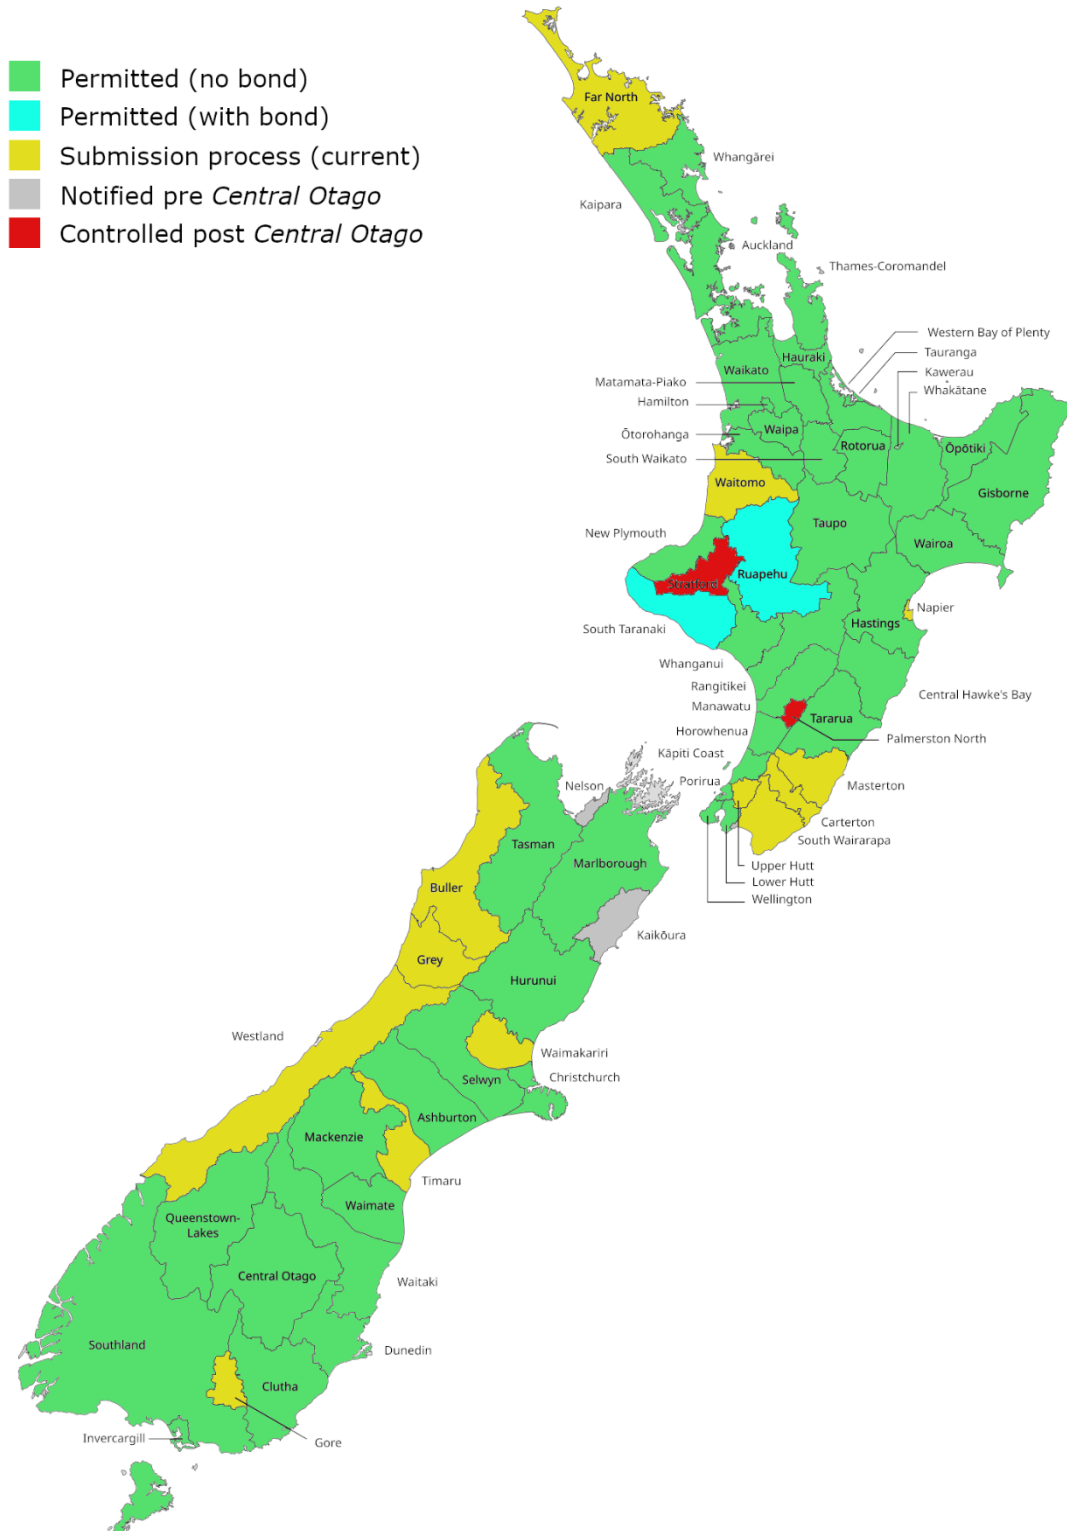 Permitted (no bond)
Permitted (with bond)
Submission process (current)
Notified pre Central Otago
Controlled post Central Otago
Far North
Whangārei
Kaipara
Auckland
Thames-Coromandel
Western Bay of Plenty
Tauranga
Kawerau
Whakātane
Hauraki
Waikato
Matamata-Piako
Hamilton
Waipa
Ōtorohanga
Rotorua
Ōpōtiki
South Waikato
Waitomo
Gisborne
Taupo
New Plymouth
Wairoa
Ruapehu
Stratford
Napier
Hastings
South Taranaki
Whanganui
Rangitikei
Central Hawke's Bay
Manawatu
Tararua
Horowhenua
Palmerston North
Kāpiti Coast
Porirua
Masterton
Nelson
Carterton
South Wairarapa
Tasman
Marlborough
Upper Hutt
Lower Hutt
Wellington
Buller
Kaikōura
Grey
Hurunui
Westland
Waimakariri
Christchurch
Selwyn
Ashburton
Mackenzie
Timaru
Waimate
Queenstown-
Lakes
Central Otago
Waitaki
Southland
Dunedin
Clutha
Invercargill
Gore